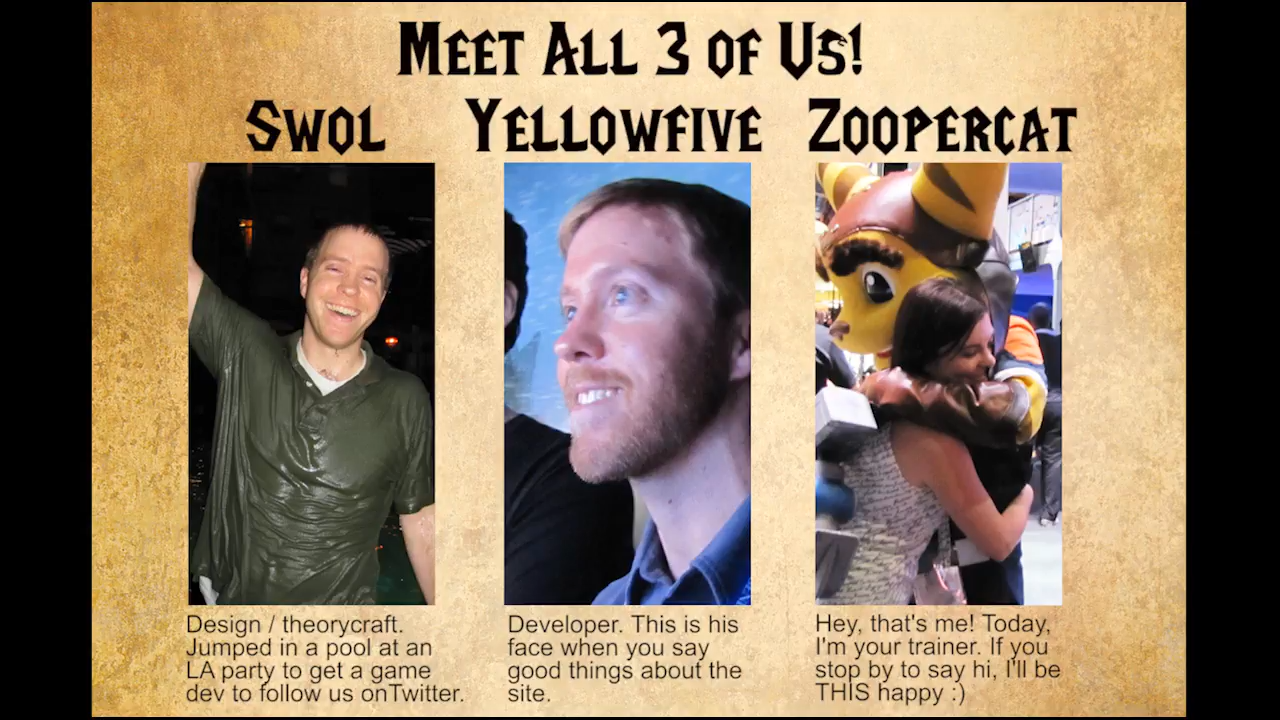 Meet All 3 of Us!
Swol Yellowfive Zoopercat
Design / theorycraft.
Jumped in a pool at an
LA party to get a game
dev to follow us onTwitter.
Developer. This is his
face when you say
good things about the
site.
Hey, that's me! Today,
I'm your trainer. If you
stop by to say hi, I'll be
THIS happy :)